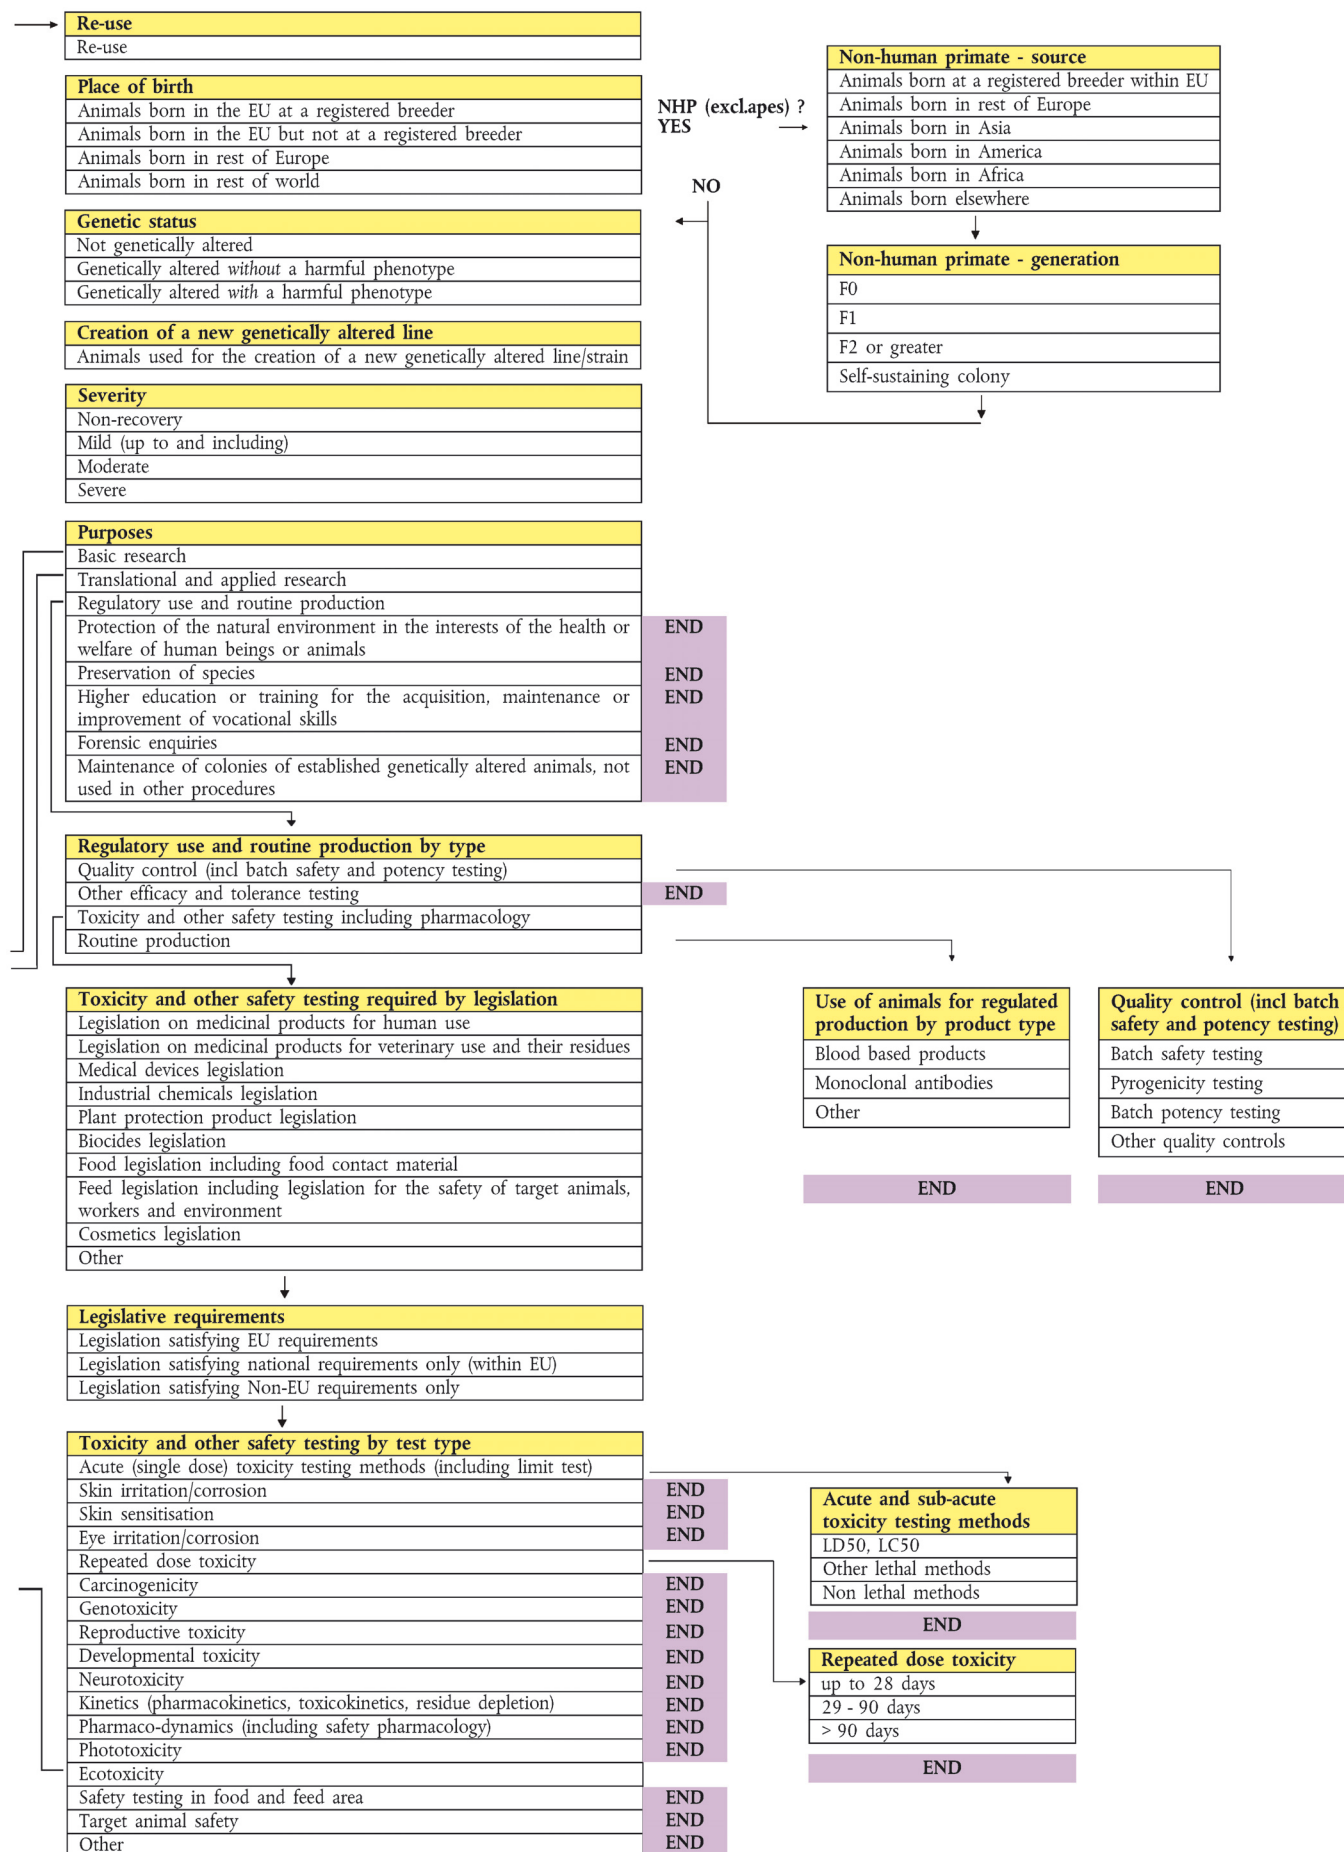 Re-use
Re-use
Place of birth
Animals born in the EU at a registered breeder
Animals born in the EU but not at a registered breeder
Animals born in rest of Europe
Animals born in rest of world
NHP (excl.apes) ?
YES
NO
Non-human primate - source
Animals born at a registered breeder within EU
Animals born in rest of Europe
Animals born in Asia
Animals born in America
Animals born in Africa
Animals born elsewhere
Non-human primate - generation
F0
F1
F2 or greater
Self-sustaining colony
Genetic status
Not genetically altered
Genetically altered without a harmful phenotype
Genetically altered with a harmful phenotype
Creation of a new genetically altered line
Animals used for the creation of a new genetically altered line/strain
Severity
Non-recovery
Mild (up to and including)
Moderate
Severe
Purposes
Basic research
Translational and applied research
Regulatory use and routine production
Protection of the natural environment in the interests of the health or END
welfare of human beings or animals
Preservation of species END
Higher education or training for the acquisition, maintenance or END
improvement of vocational skills
Forensic enquiries END
Maintenance of colonies of established genetically altered animals, not END
used in other procedures
Regulatory use and routine production by type
Quality control (incl batch safety and potency testing)
Other efficacy and tolerance testing END
Toxicity and other safety testing including pharmacology
Routine production
Toxicity and other safety testing required by legislation
Legislation on medicinal products for human use
Legislation on medicinal products for veterinary use and their residues
Medical devices legislation
Industrial chemicals legislation
Plant protection product legislation
Biocides legislation
Food legislation including food contact material
Feed legislation including legislation for the safety of target animals,
workers and environment
Cosmetics legislation
Other
Use of animals for regulated
production by product type
Blood based products
Monoclonal antibodies
Other
END
Quality control (incl batch
safety and potency testing)
Batch safety testing
Pyrogenicity testing
Batch potency testing
Other quality controls
END
Legislative requirements
Legislation satisfying EU requirements
Legislation satisfying national requirements only (within EU)
Legislation satisfying Non-EU requirements only
Toxicity and other safety testing by test type
Acute (single dose) toxicity testing methods (including limit test)
Skin irritation/corrosion END
Skin sensitisation END
Eye irritation/corrosion END
Repeated dose toxicity
Carcinogenicity END
Genotoxicity END
Reproductive toxicity END
Developmental toxicity END
Neurotoxicity END
Kinetics (pharmacokinetics, toxicokinetics, residue depletion) END
Pharmaco-dynamics (including safety pharmacology) END
Phototoxicity END
Ecotoxicity
Safety testing in food and feed area END
Target animal safety END
Other END
Acute and sub-acute
toxicity testing methods
LD50, LC50
Other lethal methods
Non lethal methods
END
Repeated dose toxicity
up to 28 days
29 - 90 days
> 90 days
END